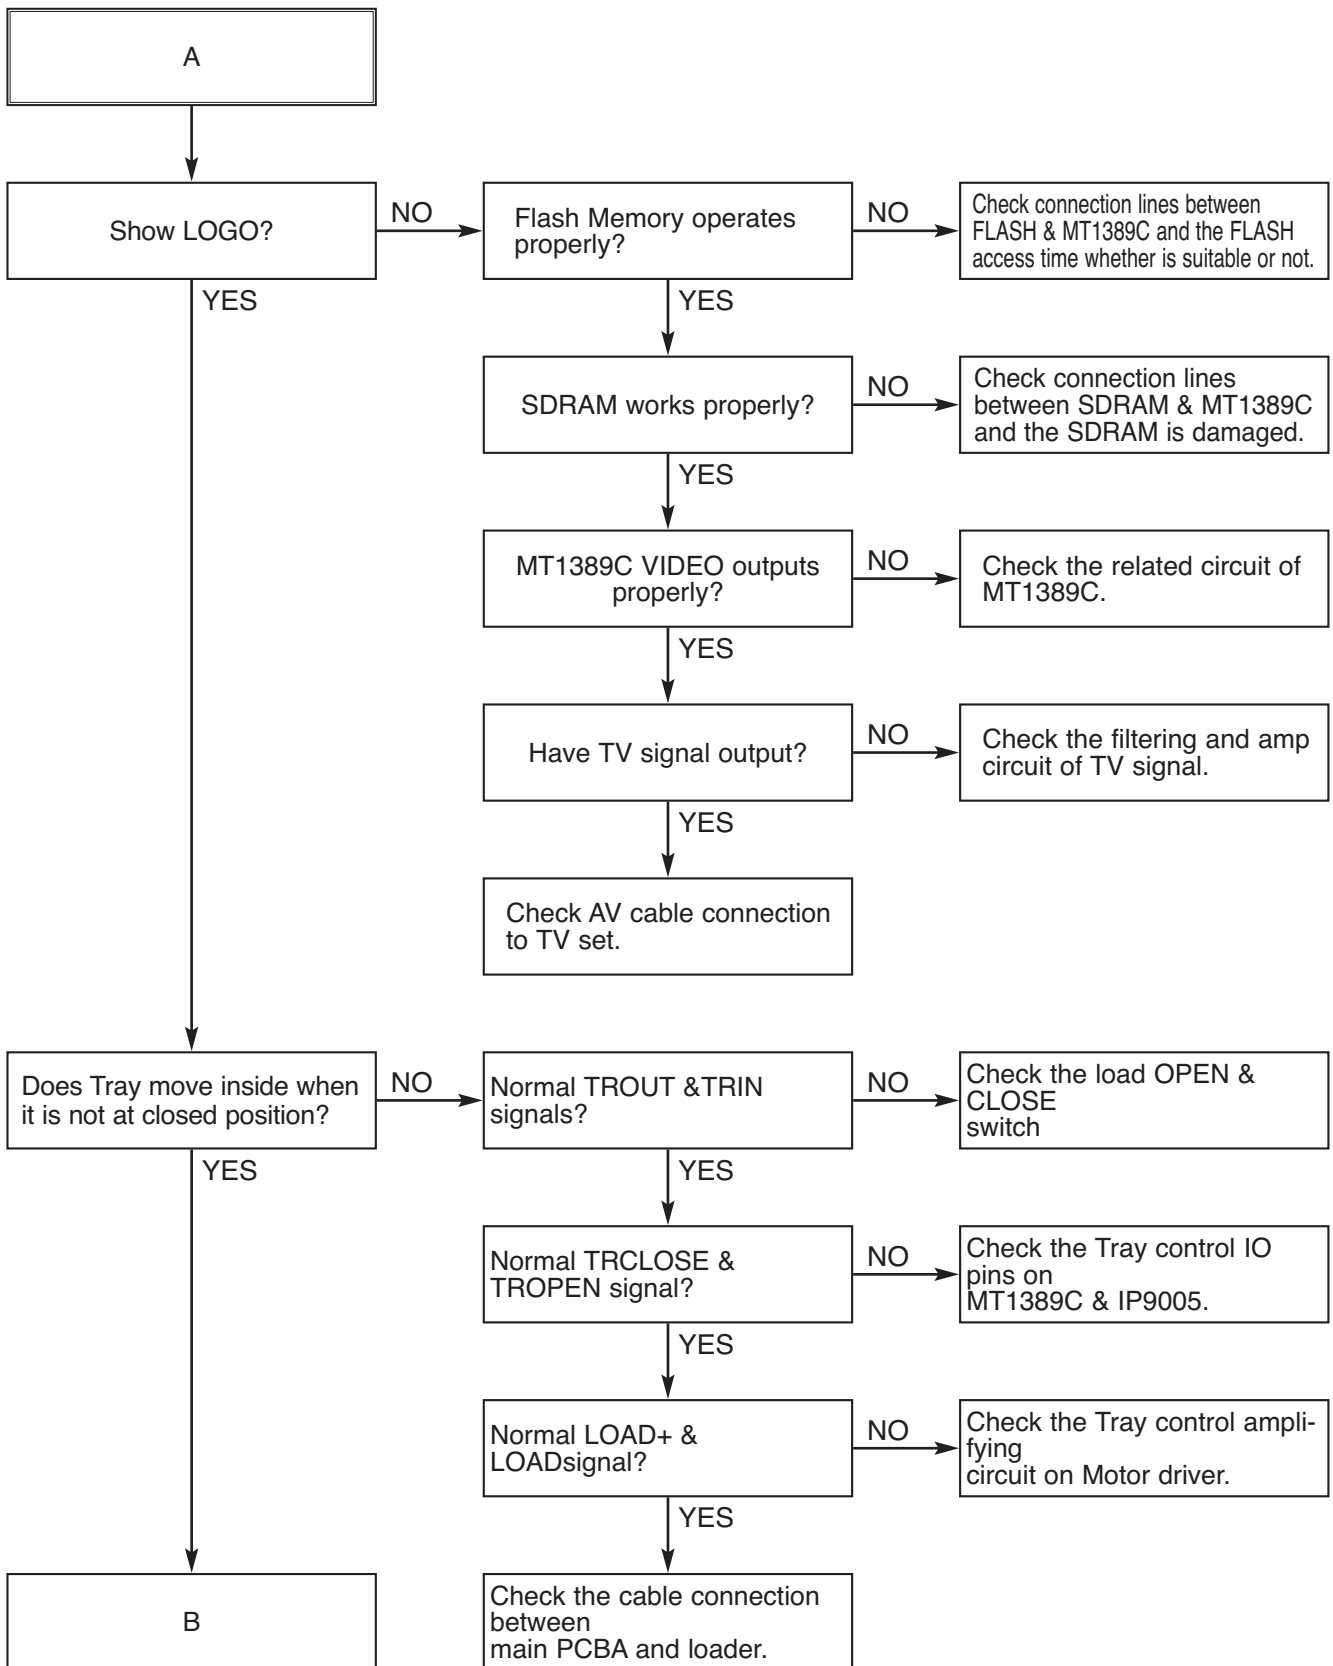 A
Show LOGO?
NO
Flash Memory operates
properly?
NO
Check connection lines between
FLASH & MT1389C and the FLASH
access time whether is suitable or not.
YES
YES
SDRAM works properly?
NO
Check connection lines
between SDRAM & MT1389C
and the SDRAM is damaged.
YES
MT1389C VIDEO outputs
properly?
NO
Check the related circuit of
MT1389C.
YES
Have TV signal output?
NO
Check the filtering and amp
circuit of TV signal.
YES
Check AV cable connection
to TV set.
Does Tray move inside when
it is not at closed position?
NO
Normal TROUT &TRIN
signals?
NO
Check the load OPEN &
CLOSE
switch
YES
YES
Normal TRCLOSE &
TROPEN signal?
NO
Check the Tray control IO
pins on
MT1389C & IP9005.
YES
Normal LOAD+ &
LOADsignal?
NO
Check the Tray control ampli-
fying
circuit on Motor driver.
YES
B
Check the cable connection
between
main PCBA and loader.